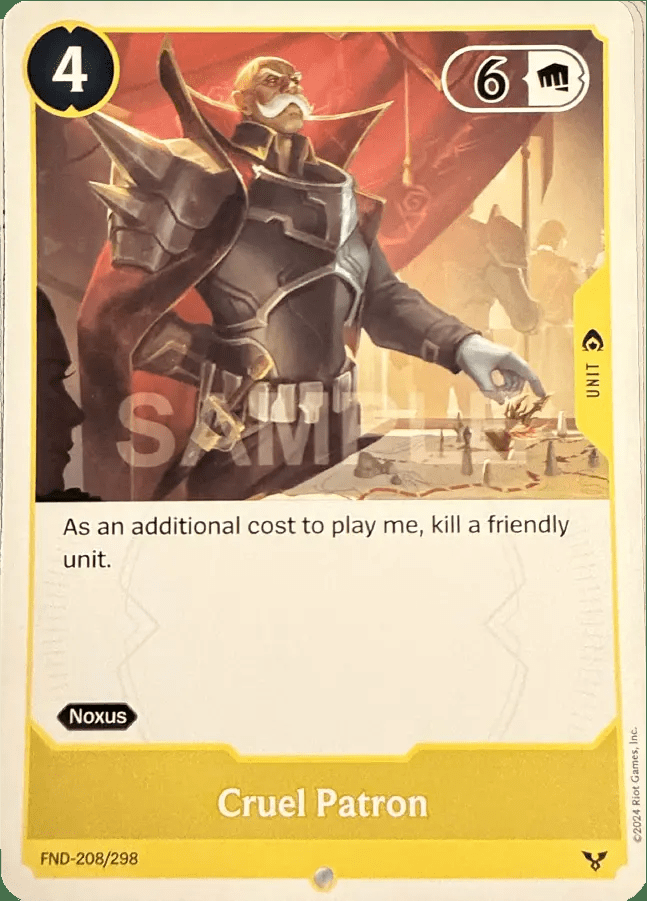 4
6
SAMPLE
UNIT
As an additional cost to play me, kill a friendly
unit.
Noxus
Cruel Patron
FND-208/298
©2024 Riot Games, Inc.